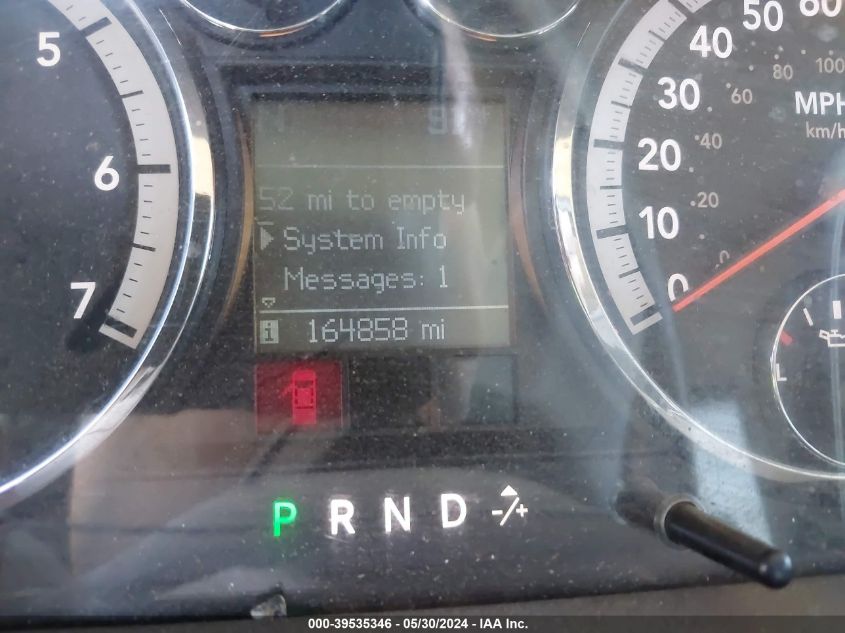 5
6
7
52 mi to empty
System Info
Messages: 1
164858 mi
P R N D -/+
0
10
20
30
40
50
60
20
40
60
80
100
MPH
km/h
L
000-39535346 - 05/30/2024 - IAA Inc.